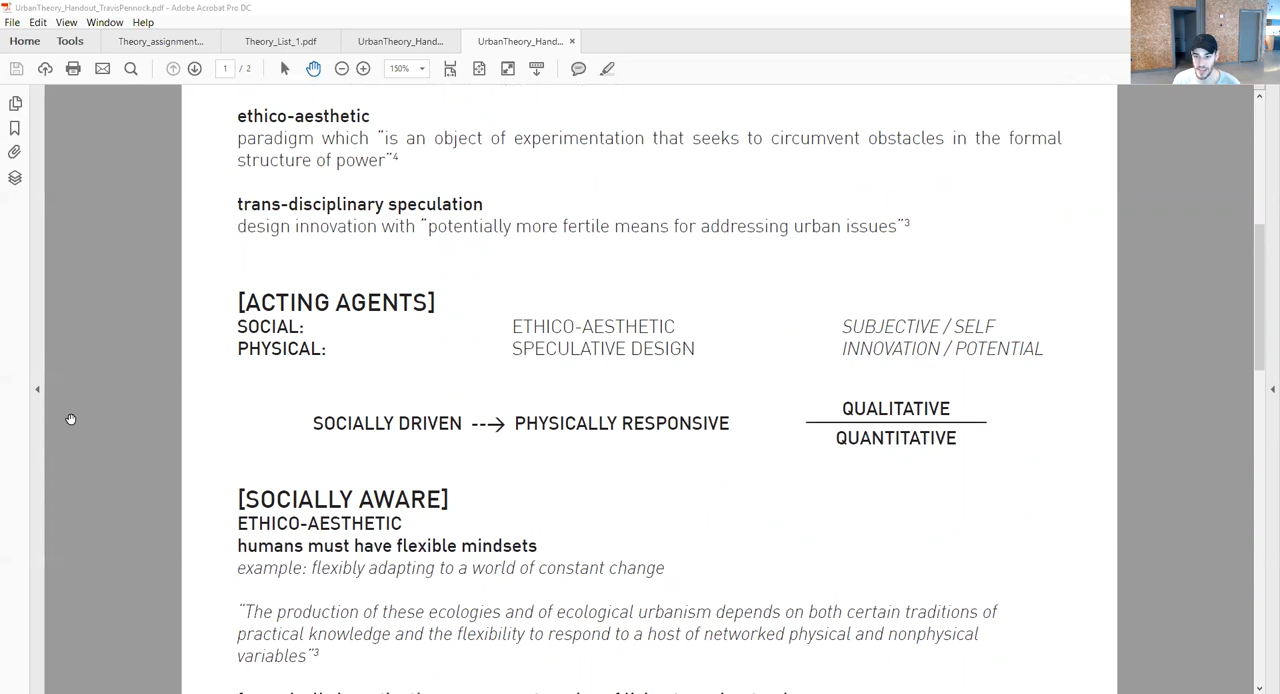 UrbanTheory_Handout_TravisPennock.pdf - Adobe Acrobat Pro DC
File Edit View Window Help
Home Tools Theory_assignment... Theory_List_1.pdf UrbanTheory_Hand... UrbanTheory_Hand... ×
1 / 2 150%
ethico-aesthetic
paradigm which “is an object of experimentation that seeks to circumvent obstacles in the formal
structure of power”4
trans-disciplinary speculation
design innovation with “potentially more fertile means for addressing urban issues”3
[ACTING AGENTS]
SOCIAL: ETHICO-AESTHETIC SUBJECTIVE / SELF
PHYSICAL: SPECULATIVE DESIGN INNOVATION / POTENTIAL
SOCIALLY DRIVEN --→ PHYSICALLY RESPONSIVE
QUALITATIVE
QUANTITATIVE
[SOCIALLY AWARE]
ETHICO-AESTHETIC
humans must have flexible mindsets
example: flexibly adapting to a world of constant change
“The production of these ecologies and of ecological urbanism depends on both certain traditions of
practical knowledge and the flexibility to respond to a host of networked physical and nonphysical
variables”3